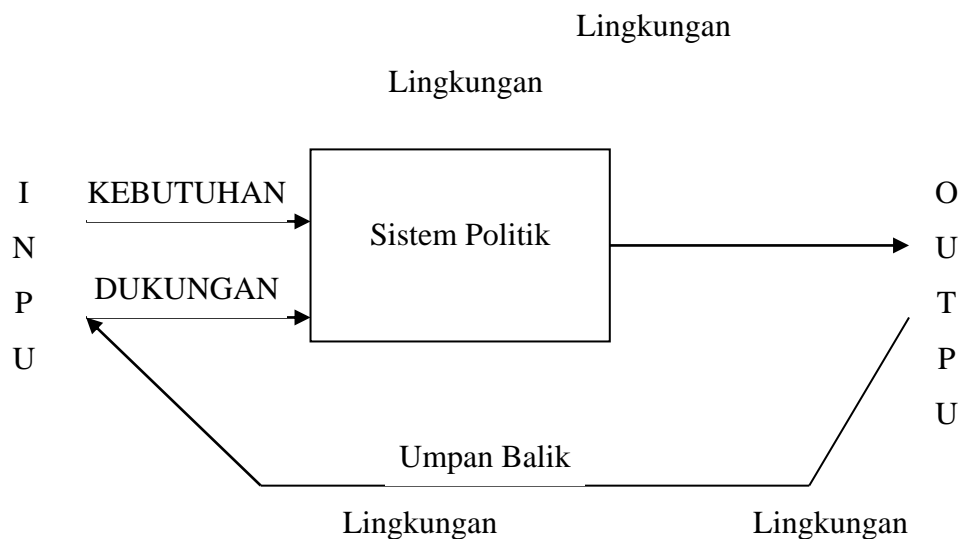 Lingkungan
Lingkungan
I
N
P
U
KEBUTUHAN
DUKUNGAN
Sistem Politik
O
U
T
P
U
Umpan Balik
Lingkungan
Lingkungan